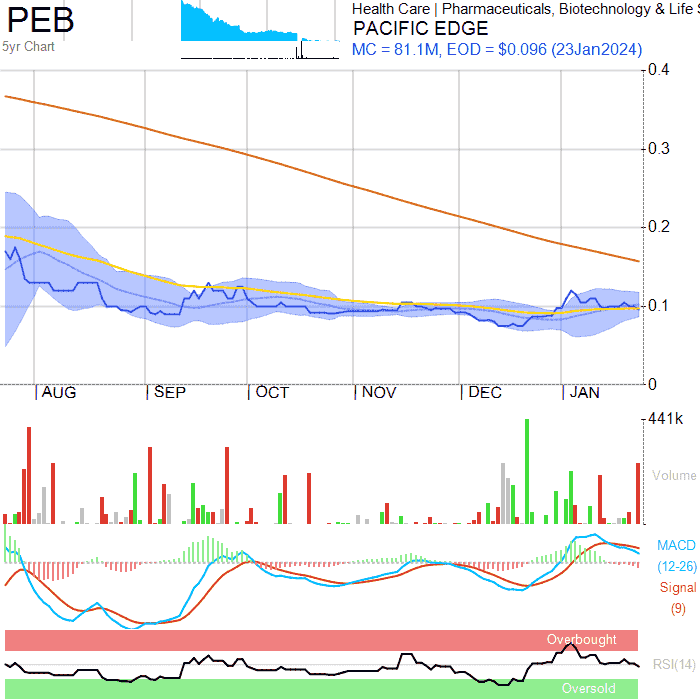 PEB
5yr Chart
Health Care | Pharmaceuticals, Biotechnology & Life S
PACIFIC EDGE
MC = 81.1M, EOD = $0.096 (23Jan2024)
0.4
0.3
0.2
0.1
0
| AUG | SEP | OCT | NOV | DEC | JAN
441k
Volume
MACD
(12-26)
Signal
(9)
Overbought
RSI(14)
Oversold